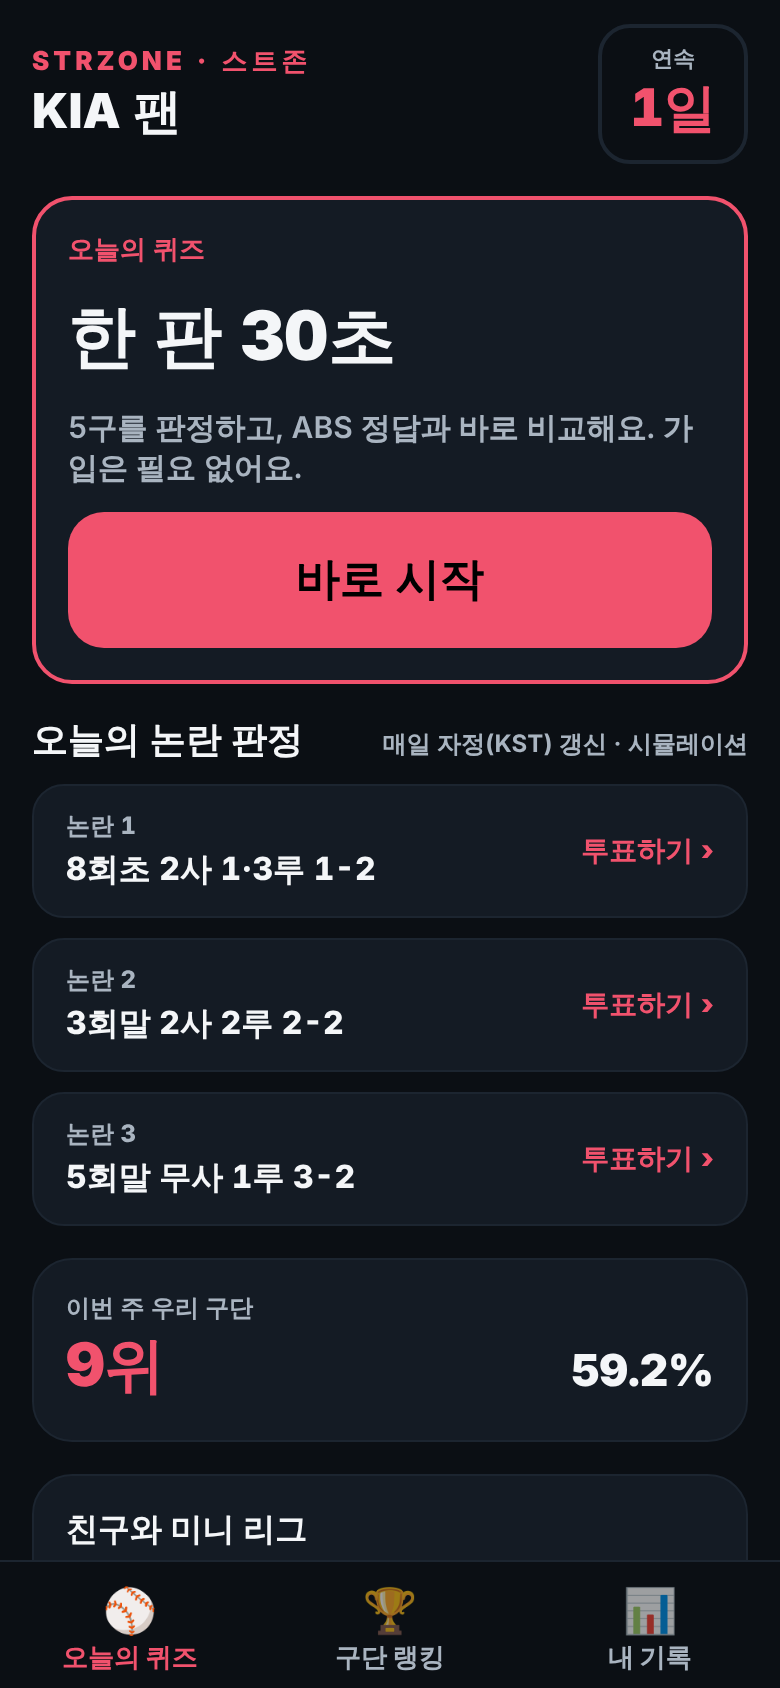 STRZONE · 스트존
KIA 팬
연속
1일
오늘의 퀴즈
한 판 30초
5구를 판정하고, ABS 정답과 바로 비교해요. 가
입은 필요 없어요.
바로 시작
오늘의 논란 판정
매일 자정(KST) 갱신 · 시뮬레이션
논란 1
8회초 2사 1·3루 1-2
투표하기 ›
논란 2
3회말 2사 2루 2-2
투표하기 ›
논란 3
5회말 무사 1루 3-2
투표하기 ›
이번 주 우리 구단
9위
59.2%
친구와 미니 리그
오늘의 퀴즈
구단 랭킹
내 기록